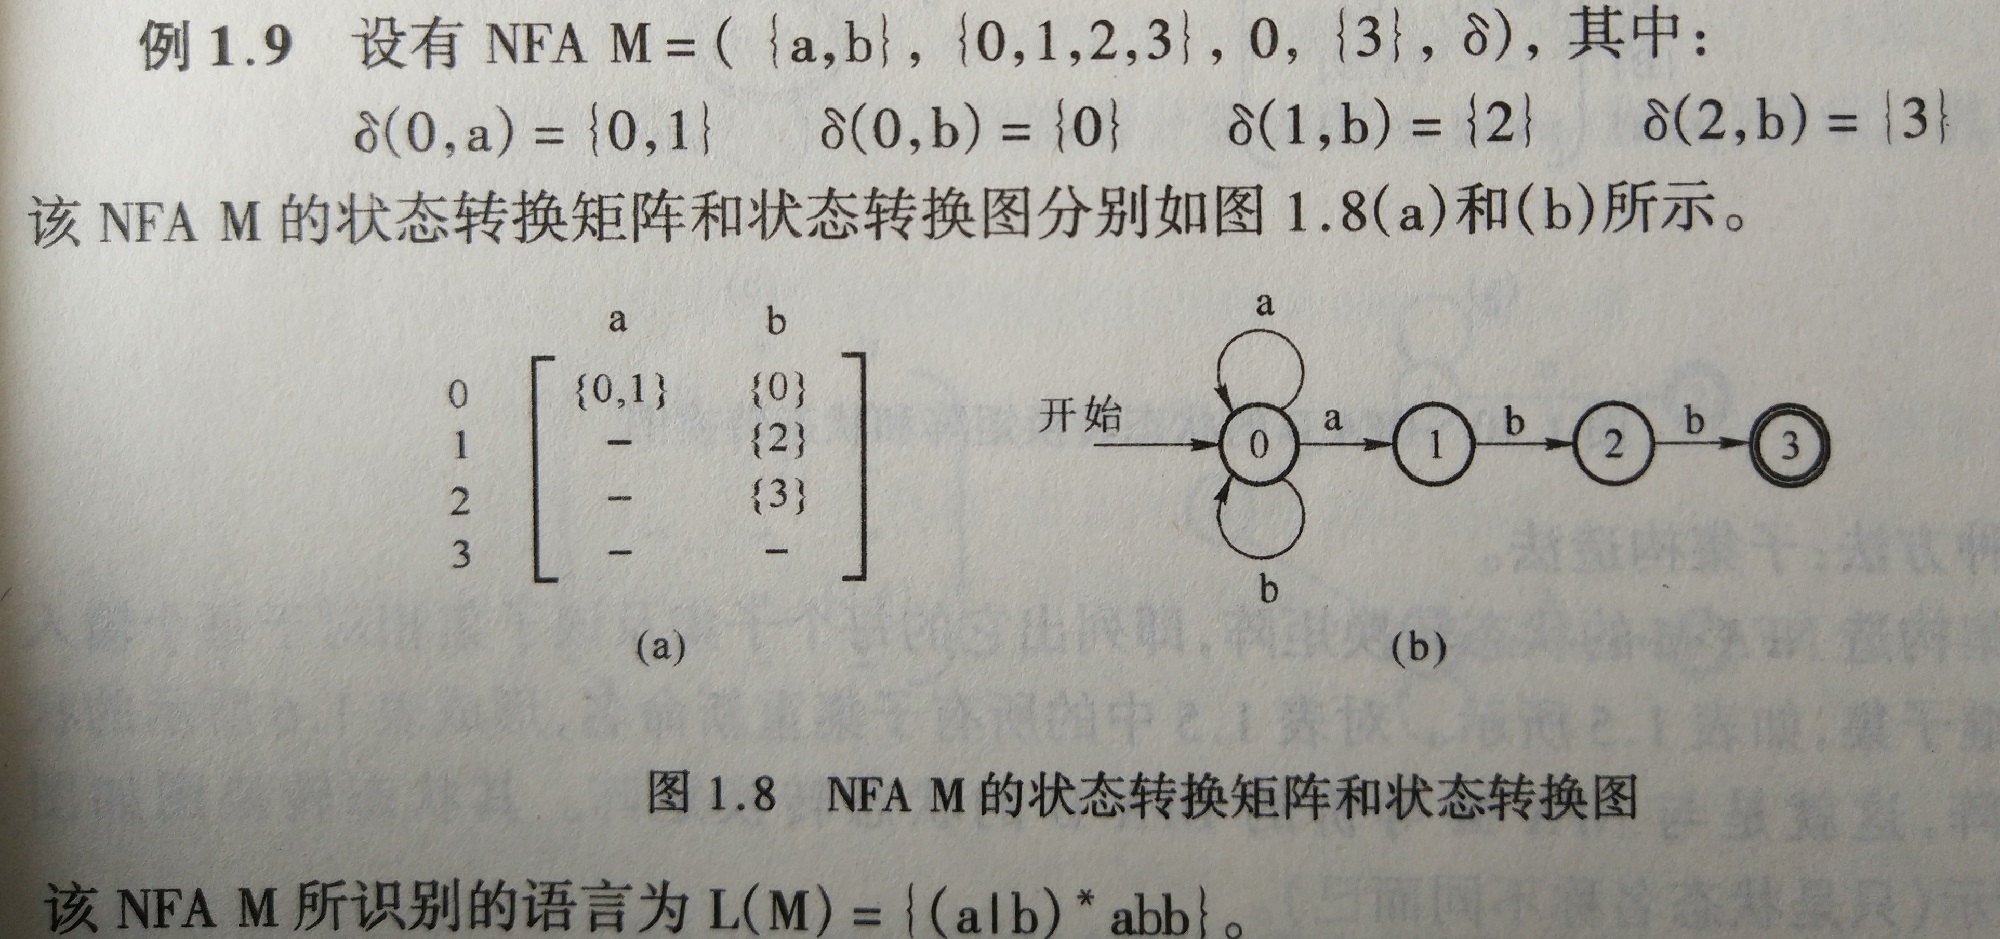 例1.9 设有 NFA M=( {a,b}, {0,1,2,3}, 0, {3}, δ), 其中:
δ(0,a) = {0,1} δ(0,b) = {0} δ(1,b) = {2} δ(2,b) = {3}
该 NFA M 的状态转换矩阵和状态转换图分别如图 1.8(a)和(b)所示。
a b
0 {0,1} {0}
1 – {2}
2 – {3}
3 – –
(a)
a
开始 0 a 1 b 2 b 3
b
(b)
图 1.8 NFA M 的状态转换矩阵和状态转换图
该 NFA M 所识别的语言为 L(M) = {(a|b)*abb}。